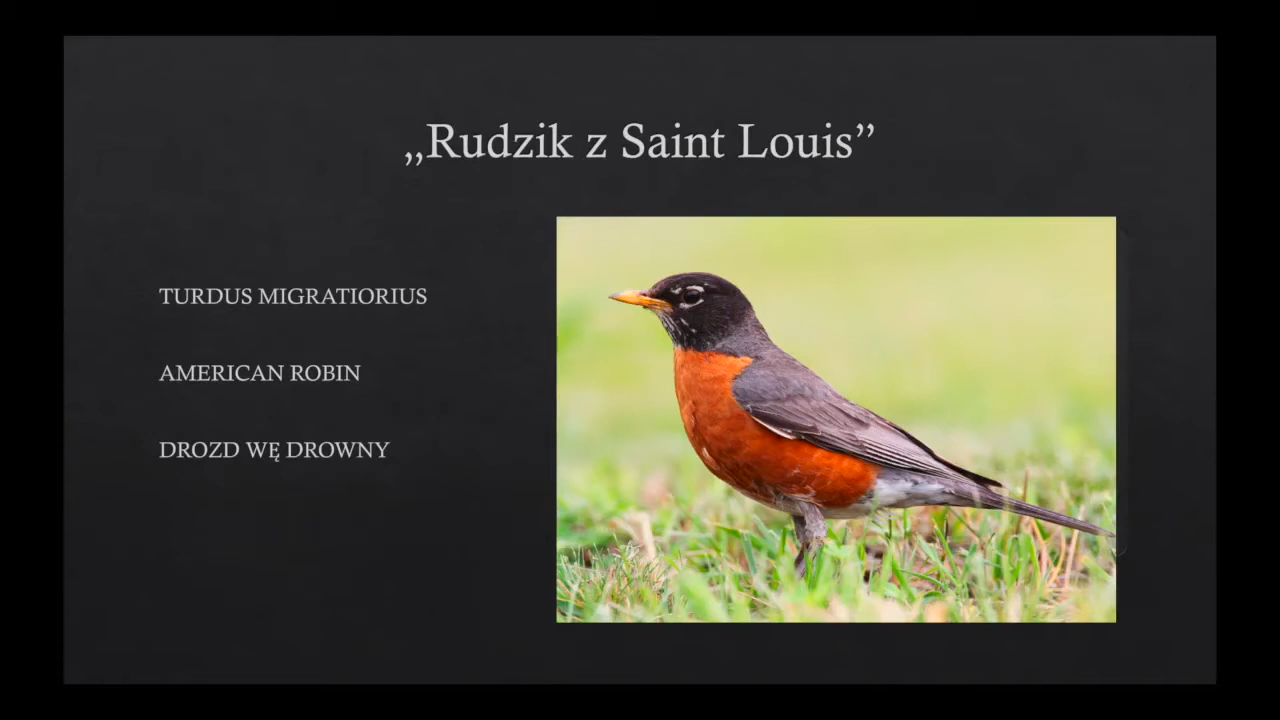 „Rudzik z Saint Louis”
TURDUS MIGRATIORIUS
AMERICAN ROBIN
DROZD WĘ DROWNY